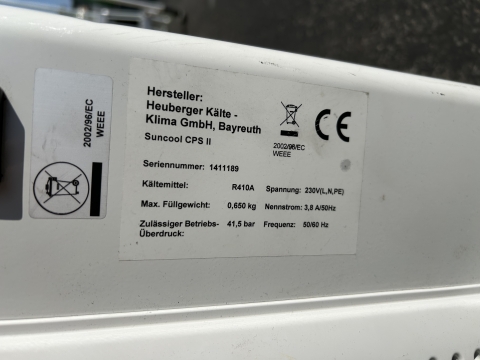 2002/96/EC
WEEE
Hersteller:
Heuberger Kälte -
Klima GmbH, Bayreuth
Suncool CPS II
CE
2002/96/EC
WEEE
Seriennummer: 1411189
Kältemittel: R410A Spannung: 230V(L,N,PE)
Max. Füllgewicht: 0,650 kg Nennstrom: 3,8 A/50Hz
Zulässiger Betriebs- 41,5 bar Frequenz: 50/60 Hz
Überdruck: